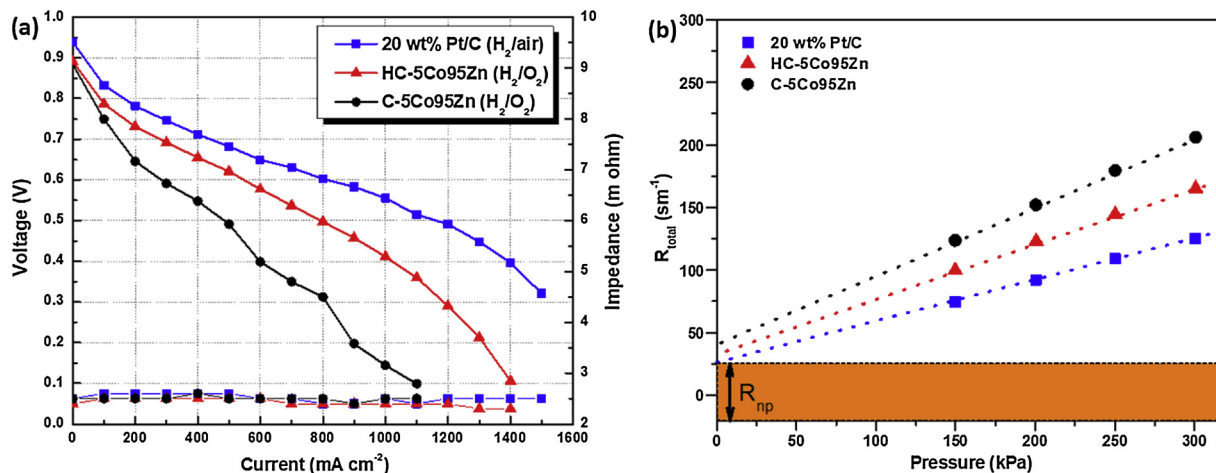 (a)
20 wt% Pt/C (H2/air)
HC-5Co95Zn (H2/O2)
C-5Co95Zn (H2/O2)
Voltage (V)
1.0
0.9
0.8
0.7
0.6
0.5
0.4
0.3
0.2
0.1
0.0
Impedance (m ohm)
10
9
8
7
6
5
4
3
2
0 200 400 600 800 1000 1200 1400 1600
Current (mA cm-2)
(b)
20 wt% Pt/C
HC-5Co95Zn
C-5Co95Zn
Rtotal (sm-1)
300
250
200
150
100
50
0
Rnp
0 50 100 150 200 250 300
Pressure (kPa)